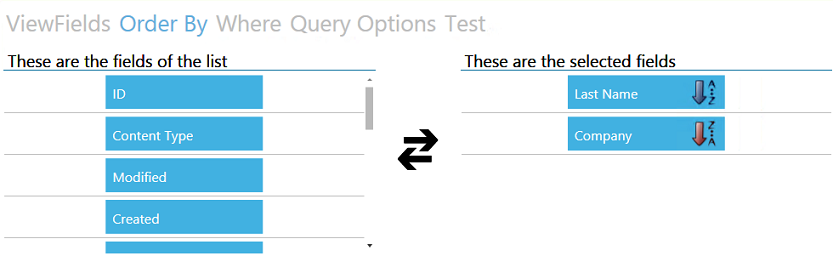 ViewFields Order By Where Query Options Test
These are the fields of the list
ID
Content Type
Modified
Created
These are the selected fields
Last Name A Z
Company Z A